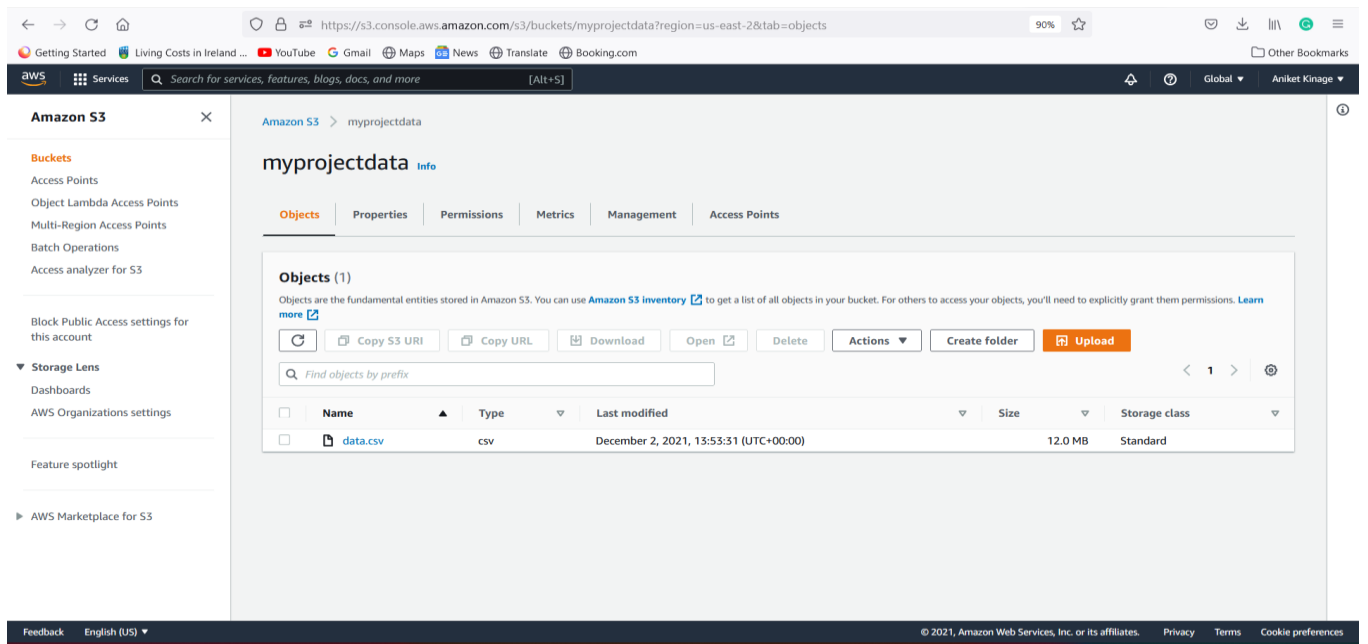 https://s3.console.aws.amazon.com/s3/buckets/myprojectdata?region=us-east-2&tab=objects 90%
Getting Started Living Costs in Ireland ... YouTube Gmail Maps News Translate Booking.com Other Bookmarks
aws Services Search for services, features, blogs, docs, and more [Alt+S] Global ▼ Aniket Kinage ▼
Amazon S3
Buckets
Access Points
Object Lambda Access Points
Multi-Region Access Points
Batch Operations
Access analyzer for S3
Block Public Access settings for
this account
Storage Lens
Dashboards
AWS Organizations settings
Feature spotlight
AWS Marketplace for S3
Amazon S3 > myprojectdata
myprojectdata Info
Objects Properties Permissions Metrics Management Access Points
Objects (1)
Objects are the fundamental entities stored in Amazon S3. You can use Amazon S3 inventory to get a list of all objects in your bucket. For others to access your objects, you'll need to explicitly grant them permissions. Learn
more
Copy S3 URI Copy URL Download Open Delete Actions ▼ Create folder Upload
Find objects by prefix < 1 >
Name Type Last modified Size Storage class
data.csv csv December 2, 2021, 13:53:31 (UTC+00:00) 12.0 MB Standard
Feedback English (US) ▼ © 2021, Amazon Web Services, Inc. or its affiliates. Privacy Terms Cookie preferences